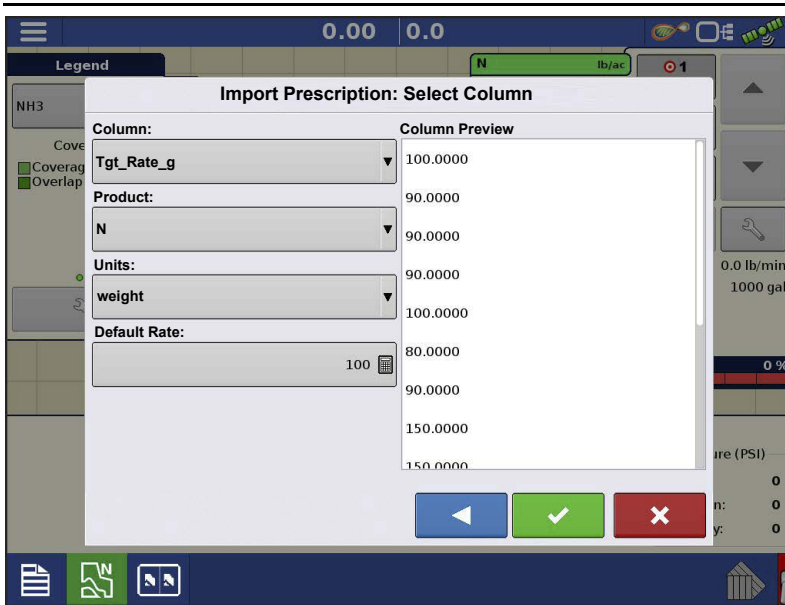 0.00 0.0
Legend
N lb/ac
1
Import Prescription: Select Column
NH3
Column:
Column Preview
Cove
Coverag
Overlap
Tgt_Rate_g
100.0000
Product:
90.0000
N
90.0000
Units:
90.0000
0.0 lb/min
weight
1000 gal
100.0000
Default Rate:
100
80.0000
0 %
90.0000
150.0000
ure (PSI)
150.0000
0
n: 0
y: 0
N